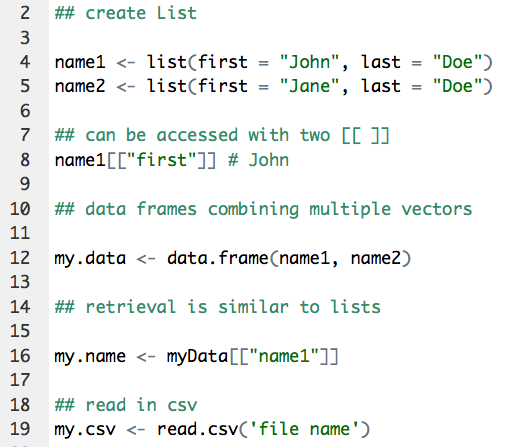 2 ## create List
3
4 name1 <- list(first = "John", last = "Doe")
5 name2 <- list(first = "Jane", last = "Doe")
6
7 ## can be accessed with two [[ ]]
8 name1[["first"]] # John
9
10 ## data frames combining multiple vectors
11
12 my.data <- data.frame(name1, name2)
13
14 ## retrieval is similar to lists
15
16 my.name <- myData[["name1"]]
17
18 ## read in csv
19 my.csv <- read.csv('file name')